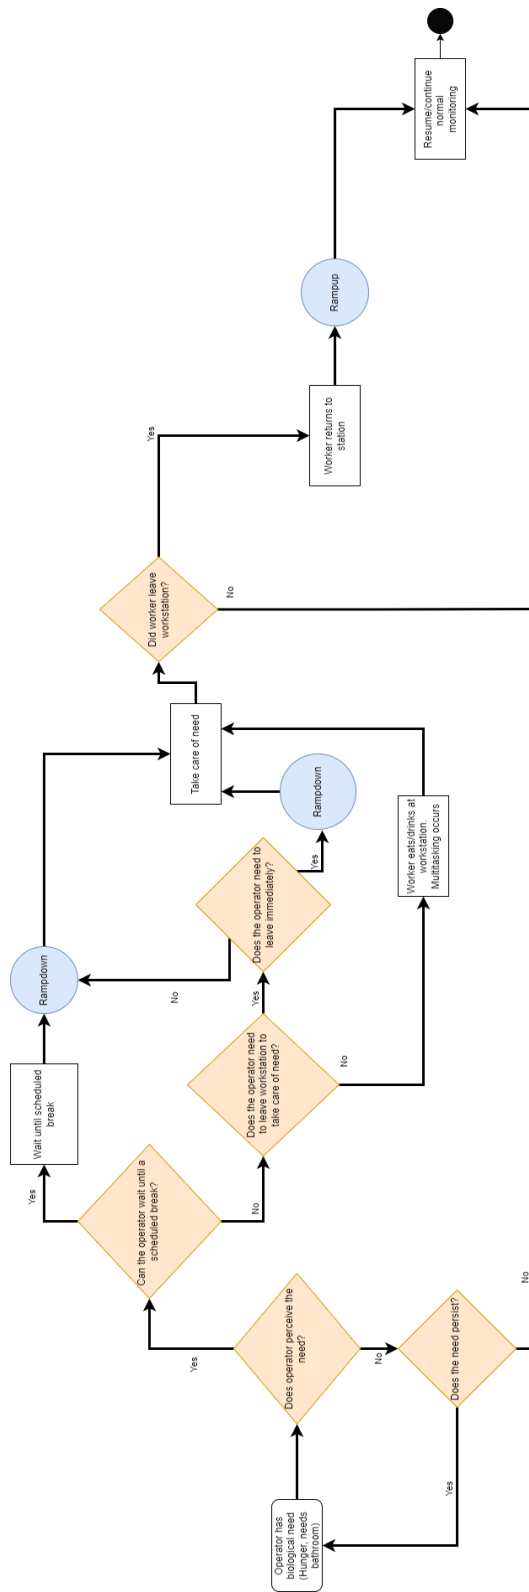 Operator has
biological need
(Hunger, needs
bathroom)
Does operator perceive the
need?
Yes
No
Does the need persist?
Yes
No
Can the operator wait until a
scheduled break?
Yes
No
Wait until scheduled
break
Rampdown
Does the operator need
to leave workstation to
take care of need?
Yes
No
Does the operator need to
leave immediately?
No
Yes
Rampdown
Worker eats/drinks at
workstation.
Multitasking occurs
Take care of need
Did worker leave
workstation?
Yes
No
Worker returns to
station
Rampup
Resume/continue
normal
monitoring